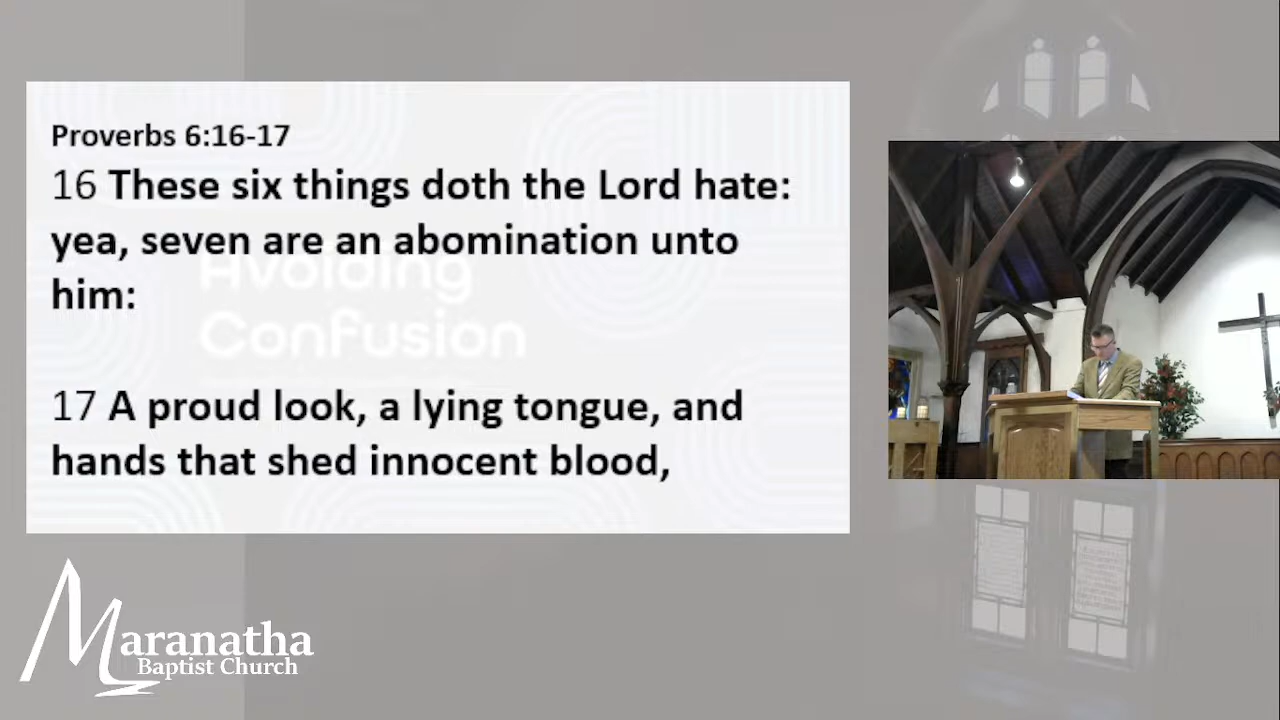 Proverbs 6:16-17
16 These six things doth the Lord hate:
yea, seven are an abomination unto
him:
Avoiding
Confusion
17 A proud look, a lying tongue, and
hands that shed innocent blood,
Maranatha
Baptist Church